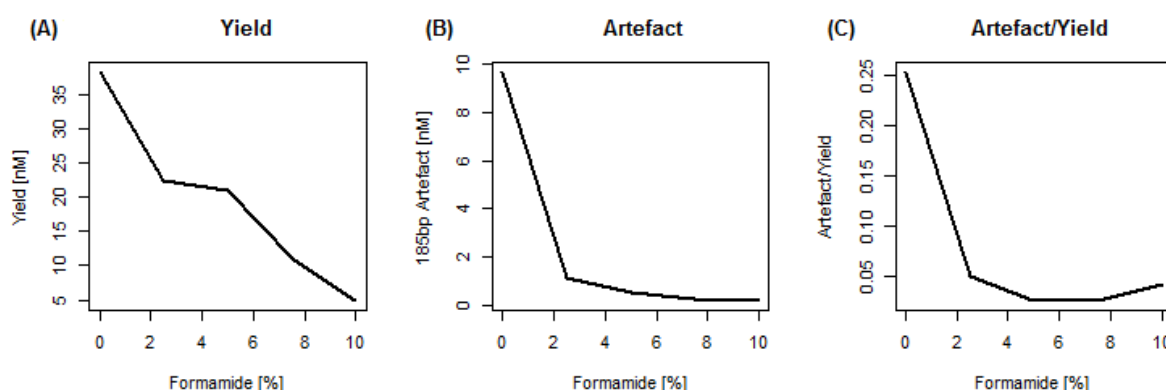 (A) Yield
Yield [nM]
35
30
25
20
15
10
5
0 2 4 6 8 10
Formamide [%]
(B) Artefact
185bp Artefact [nM]
10
8
6
4
2
0
0 2 4 6 8 10
Formamide [%]
(C) Artefact/Yield
Artefact/Yield
0.25
0.20
0.15
0.10
0.05
0 2 4 6 8 10
Formamide [%]